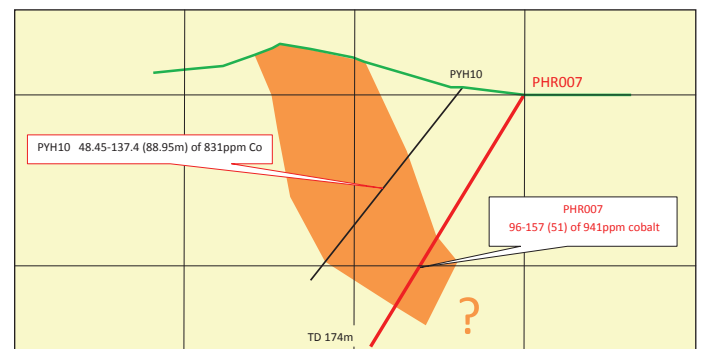 PYH10
PHR007
PYH10 48.45-137.4 (88.95m) of 831ppm Co
PHR007
96-157 (51) of 941ppm cobalt
?
TD 174m